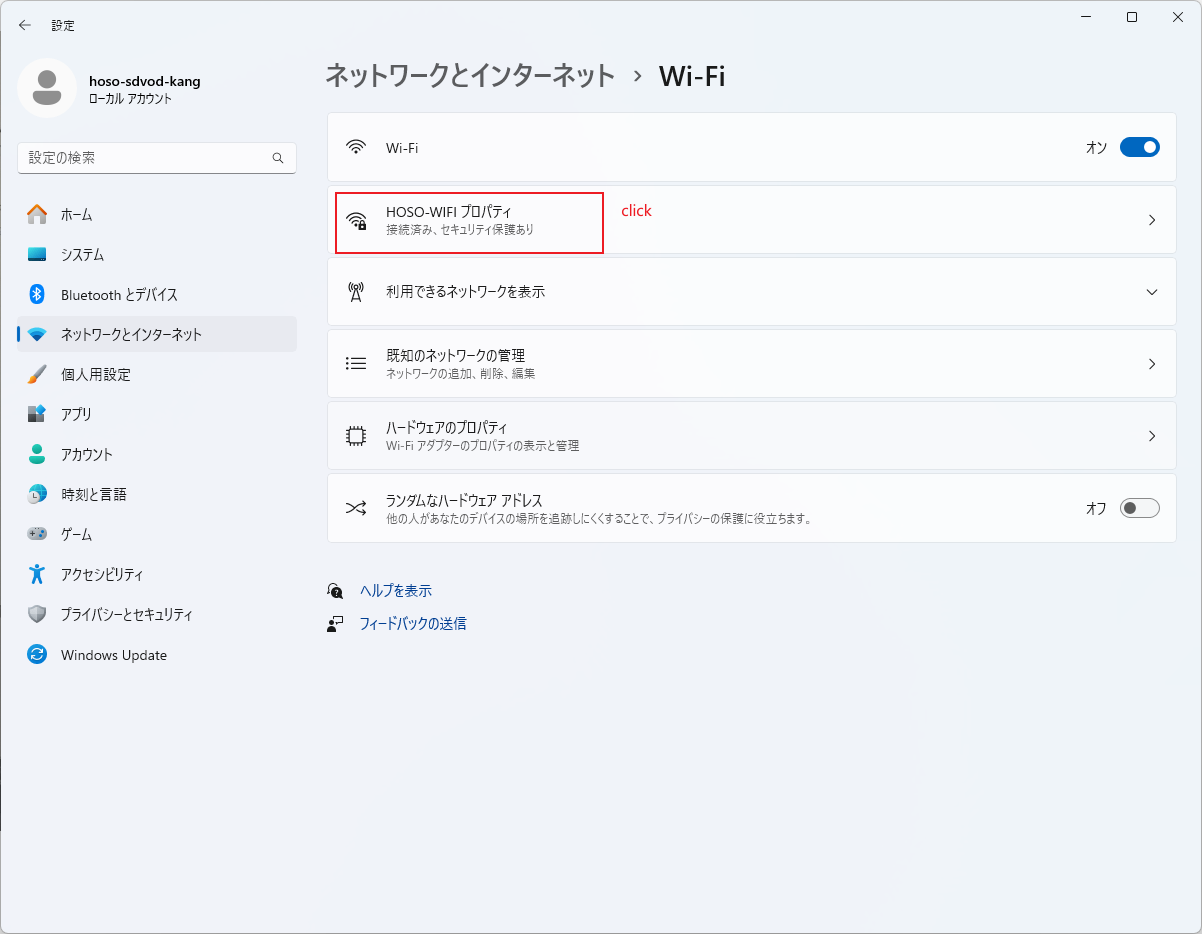 設定
hoso-sdvod-kang
ローカル アカウント
設定の検索
ホーム
システム
Bluetooth とデバイス
ネットワークとインターネット
個人用設定
アプリ
アカウント
時刻と言語
ゲーム
アクセシビリティ
プライバシーとセキュリティ
Windows Update
ネットワークとインターネット › Wi-Fi
Wi-Fi オン
HOSO-WIFI プロパティ click
接続済み、セキュリティ保護あり
利用できるネットワークを表示
既知のネットワークの管理
ネットワークの追加、削除、編集
ハードウェアのプロパティ
Wi-Fi アダプターのプロパティの表示と管理
ランダムなハードウェア アドレス オフ
他の人があなたのデバイスの場所を追跡しにくくすることで、プライバシーの保護に役立ちます。
ヘルプを表示
フィードバックの送信